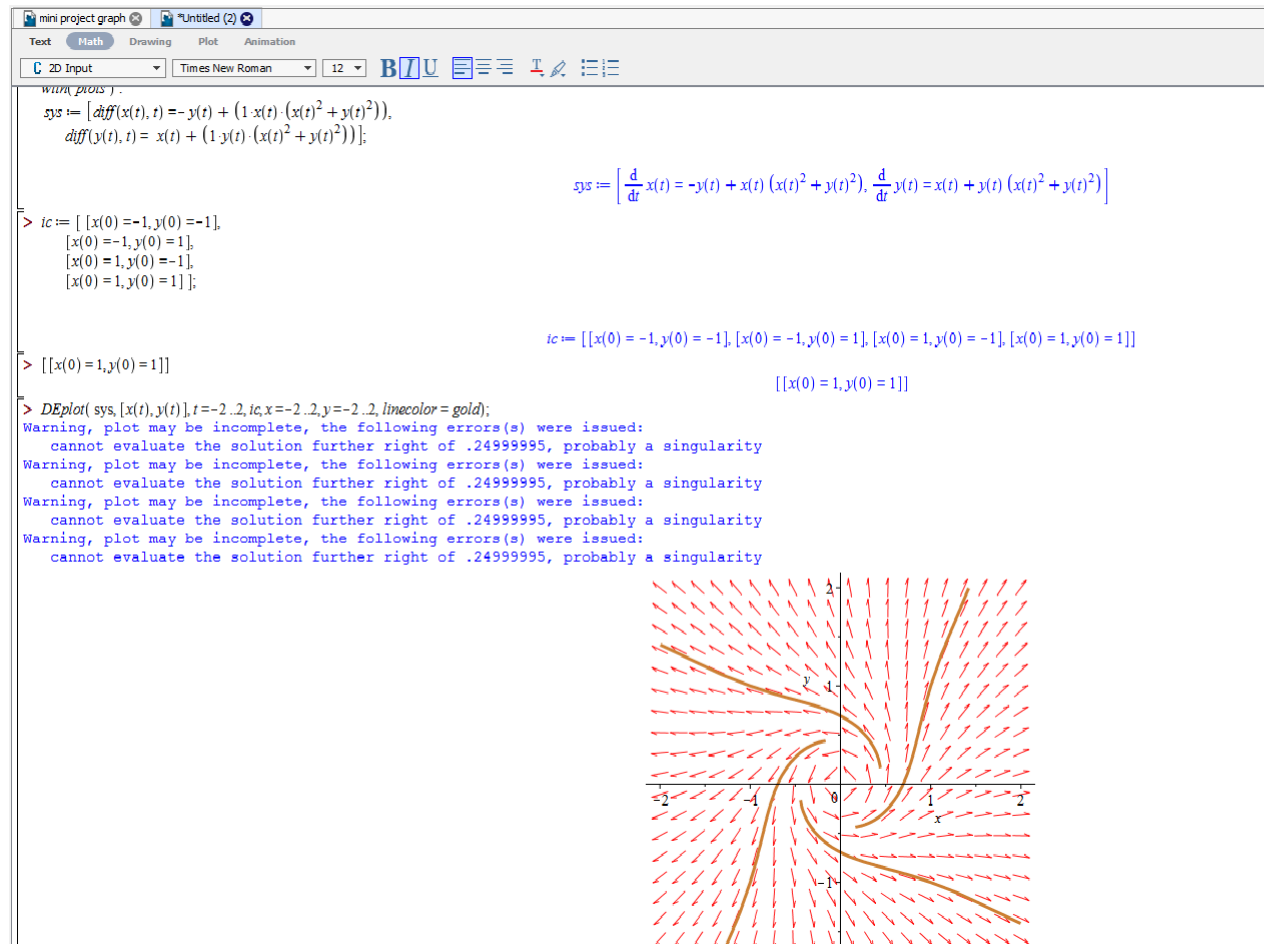 mini project graph
*Untitled (2)
Text Math Drawing Plot Animation
C 2D Input Times New Roman 12 B I U
with( plots ) :
sys := [diff(x(t), t) =- y(t) + (1·x(t)·(x(t)² + y(t)²)),
diff(y(t), t) = x(t) + (1·y(t)·(x(t)² + y(t)²))];
sys := [d/dt x(t) = -y(t) + x(t) (x(t)² + y(t)²), d/dt y(t) = x(t) + y(t) (x(t)² + y(t)²)]
> ic := [ [x(0) =-1, y(0) =-1],
[x(0) =-1, y(0) = 1],
[x(0) = 1, y(0) =-1],
[x(0) = 1, y(0) = 1] ];
ic := [[x(0) = -1, y(0) = -1], [x(0) = -1, y(0) = 1], [x(0) = 1, y(0) = -1], [x(0) = 1, y(0) = 1]]
> [[x(0) = 1, y(0) = 1]]
[[x(0) = 1, y(0) = 1]]
> DEplot( sys, [x(t), y(t)], t =-2 ..2, ic, x =-2 ..2, y =-2 ..2, linecolor = gold);
Warning, plot may be incomplete, the following errors(s) were issued:
cannot evaluate the solution further right of .24999995, probably a singularity
Warning, plot may be incomplete, the following errors(s) were issued:
cannot evaluate the solution further right of .24999995, probably a singularity
Warning, plot may be incomplete, the following errors(s) were issued:
cannot evaluate the solution further right of .24999995, probably a singularity
Warning, plot may be incomplete, the following errors(s) were issued:
cannot evaluate the solution further right of .24999995, probably a singularity
2
y
1
-2 -1 0 1 2
x
-1